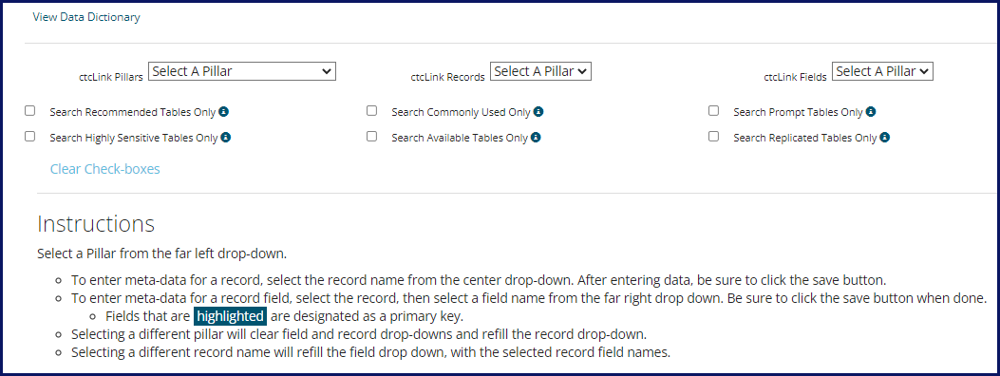 View Data Dictionary
ctcLink Pillars Select A Pillar ctcLink Records Select A Pillar ctcLink Fields Select A Pillar
Search Recommended Tables Only Search Commonly Used Only Search Prompt Tables Only
Search Highly Sensitive Tables Only Search Available Tables Only Search Replicated Tables Only
Clear Check-boxes
Instructions
Select a Pillar from the far left drop-down.
To enter meta-data for a record, select the record name from the center drop-down. After entering data, be sure to click the save button.
To enter meta-data for a record field, select the record, then select a field name from the far right drop down. Be sure to click the save button when done.
Fields that are highlighted are designated as a primary key.
Selecting a different pillar will clear field and record drop-downs and refill the record drop-down.
Selecting a different record name will refill the field drop down, with the selected record field names.